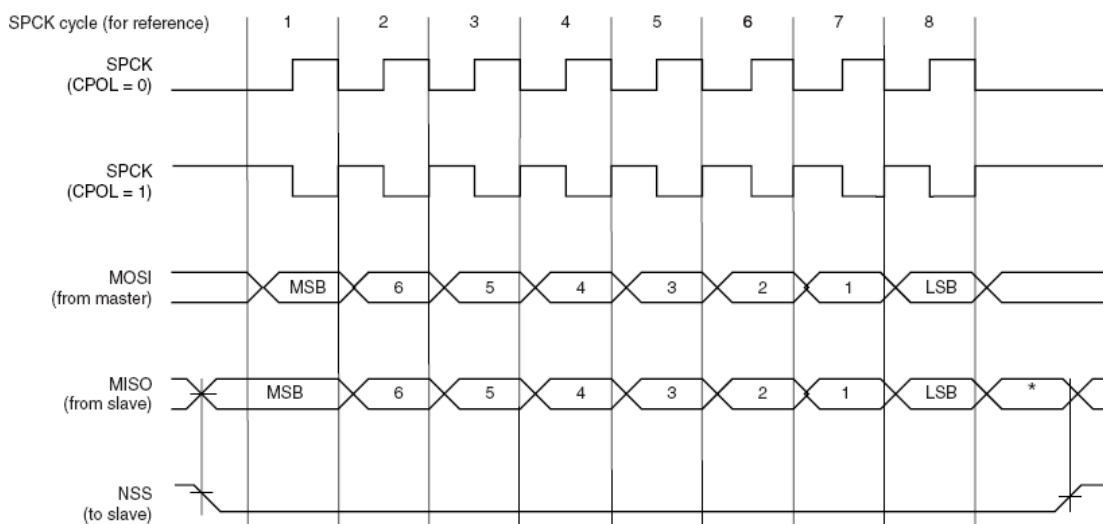 SPCK cycle (for reference) 1 2 3 4 5 6 7 8
SPCK
(CPOL = 0)
SPCK
(CPOL = 1)
MOSI
(from master)
MSB 6 5 4 3 2 1 LSB
MISO
(from slave)
MSB 6 5 4 3 2 1 LSB *
NSS
(to slave)